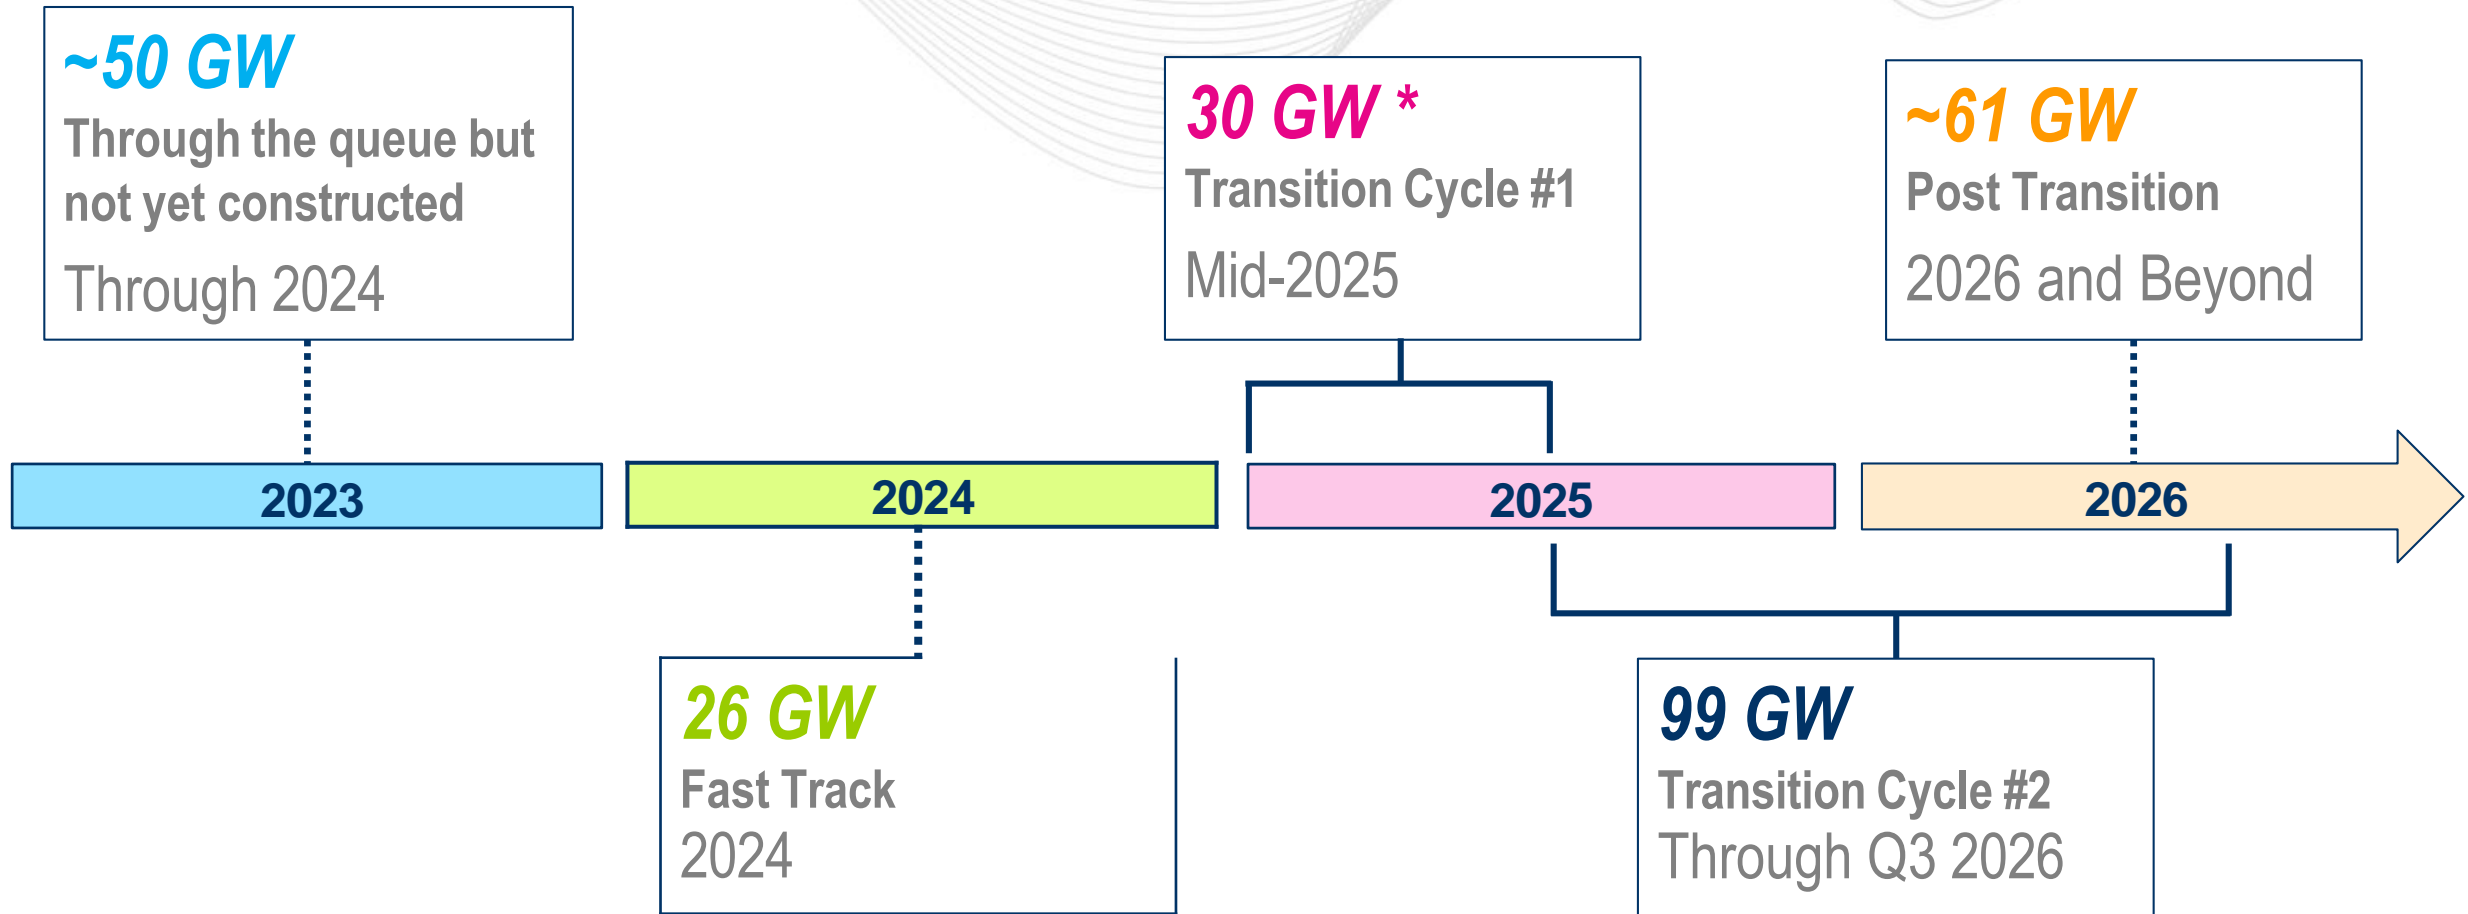 ~50 GW
Through the queue but
not yet constructed
Through 2024
30 GW *
Transition Cycle #1
Mid-2025
~61 GW
Post Transition
2026 and Beyond
2023
2024
2025
2026
26 GW
Fast Track
2024
99 GW
Transition Cycle #2
Through Q3 2026